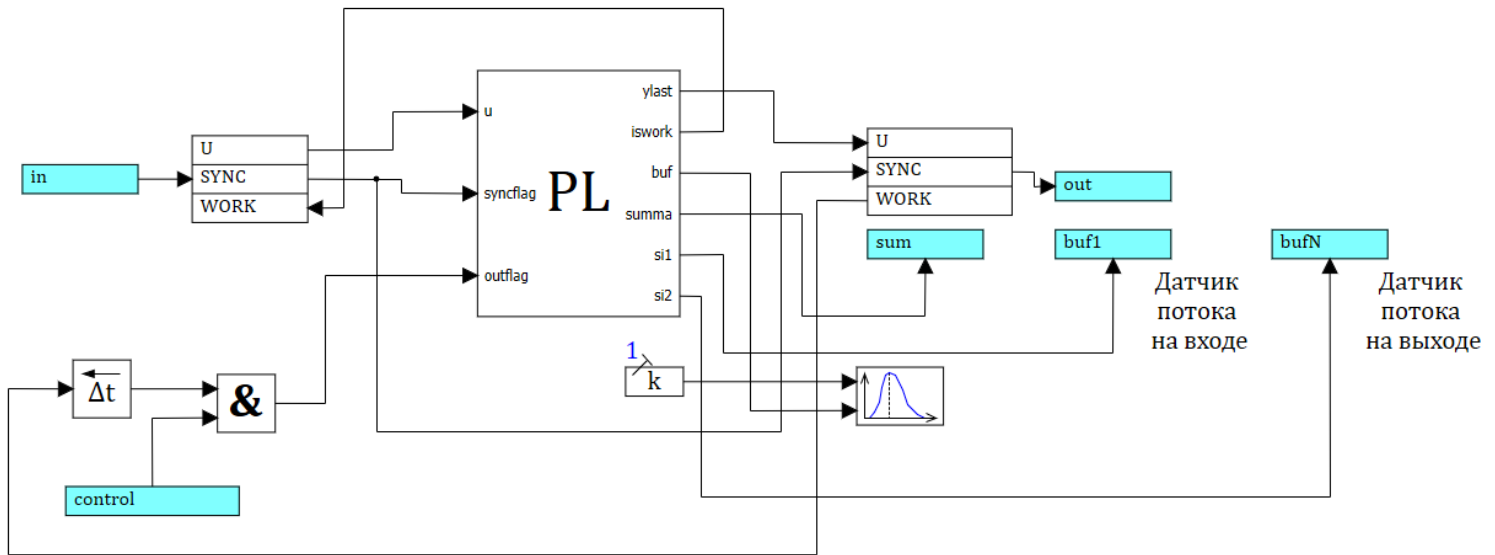 in
U
SYNC
WORK
u
syncflag
outflag
PL
ylast
iswork
buf
summa
si1
si2
U
SYNC
WORK
out
sum
buf1
bufN
Датчик
потока
на входе
Датчик
потока
на выходе
1
k
Δt
&
control